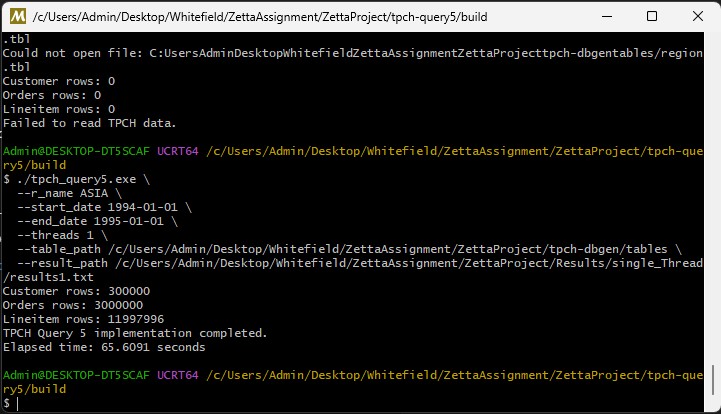 /c/Users/Admin/Desktop/Whitefield/ZettaAssignment/ZettaProject/tpch-query5/build
.tbl
Could not open file: C:UsersAdminDesktopWhitefieldZettaAssignmentZettaProjecttpch-dbgentables/region
.tbl
Customer rows: 0
Orders rows: 0
Lineitem rows: 0
Failed to read TPCH data.
Admin@DESKTOP-DT5SCAF UCRT64 /c/Users/Admin/Desktop/Whitefield/ZettaAssignment/ZettaProject/tpch-que
ry5/build
$ ./tpch_query5.exe \
--r_name ASIA \
--start_date 1994-01-01 \
--end_date 1995-01-01 \
--threads 1 \
--table_path /c/Users/Admin/Desktop/Whitefield/ZettaAssignment/ZettaProject/tpch-dbgen/tables \
--result_path /c/Users/Admin/Desktop/Whitefield/ZettaAssignment/ZettaProject/Results/single_Thread
/results1.txt
Customer rows: 300000
Orders rows: 3000000
Lineitem rows: 11997996
TPCH Query 5 implementation completed.
Elapsed time: 65.6091 seconds
Admin@DESKTOP-DT5SCAF UCRT64 /c/Users/Admin/Desktop/Whitefield/ZettaAssignment/ZettaProject/tpch-que
ry5/build
$